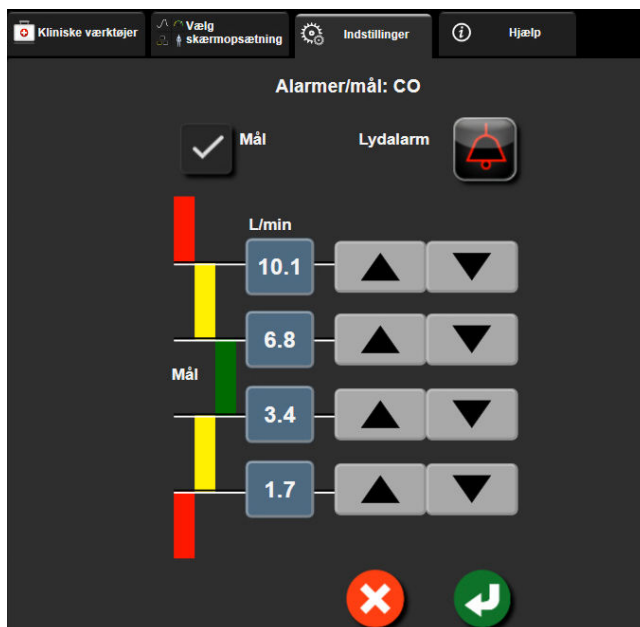 Kliniske værktøjer
Vælg
skærmopsætning
Indstillinger
Hjælp
Alarmer/mål: CO
Mål
Lydalarm
L/min
10.1
6.8
Mål
3.4
1.7